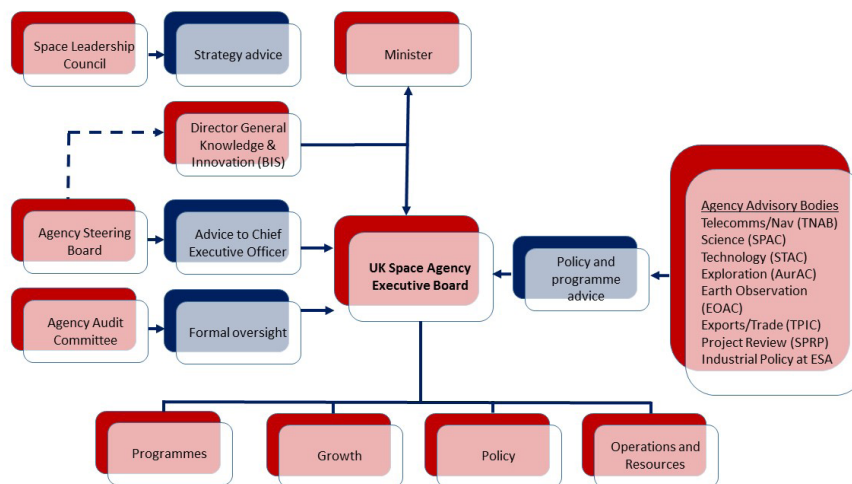 Space Leadership
Council
Strategy advice
Minister
Director General
Knowledge &
Innovation (BIS)
Agency Steering
Board
Advice to Chief
Executive Officer
UK Space Agency
Executive Board
Policy and
programme
advice
Agency Advisory Bodies
Telecomms/Nav (TNAB)
Science (SPAC)
Technology (STAC)
Exploration (AurAC)
Earth Observation
(EOAC)
Exports/Trade (TPIC)
Project Review (SPRP)
Industrial Policy at ESA
Agency Audit
Committee
Formal oversight
Programmes
Growth
Policy
Operations and
Resources